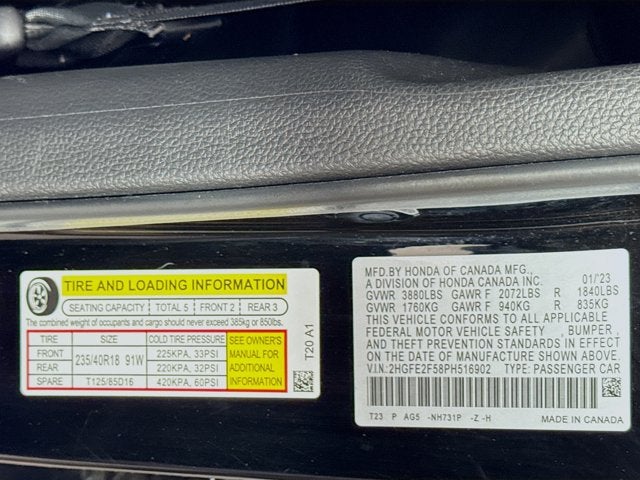 TIRE AND LOADING INFORMATION
SEATING CAPACITY TOTAL 5 FRONT 2 REAR 3
The combined weight of occupants and cargo should never exceed 385kg or 850lbs.
TIRE SIZE COLD TIRE PRESSURE SEE OWNER'S MANUAL FOR ADDITIONAL INFORMATION
FRONT 235/40R18 91W 225KPA, 33PSI
REAR 220KPA, 32PSI
SPARE T125/85D16 420KPA, 60PSI
T20 A1
MFD.BY HONDA OF CANADA MFG.,
A DIVISION OF HONDA CANADA INC. 01/'23
GVWR 3880LBS GAWR F 2072LBS R 1840LBS
GVWR 1760KG GAWR F 940KG R 835KG
THIS VEHICLE CONFORMS TO ALL APPLICABLE
FEDERAL MOTOR VEHICLE SAFETY , BUMPER ,
AND THEFT PREVENTION STANDARDS IN EFFECT
ON THE DATE OF MANUFACTURE SHOWN ABOVE.
V.I.N.:2HGFE2F58PH516902 TYPE: PASSENGER CAR
T23 P AG5 -NH731P -Z -H
MADE IN CANADA